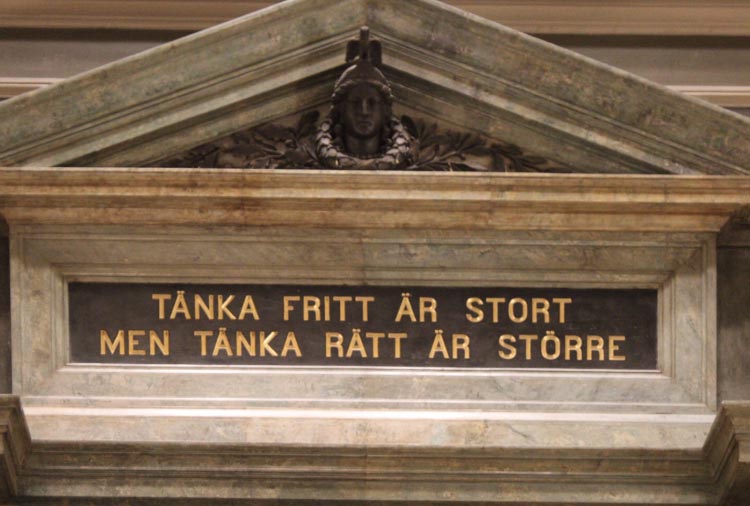 TÄNKA FRITT ÄR STORT
MEN TÄNKA RÄTT ÄR STÖRRE